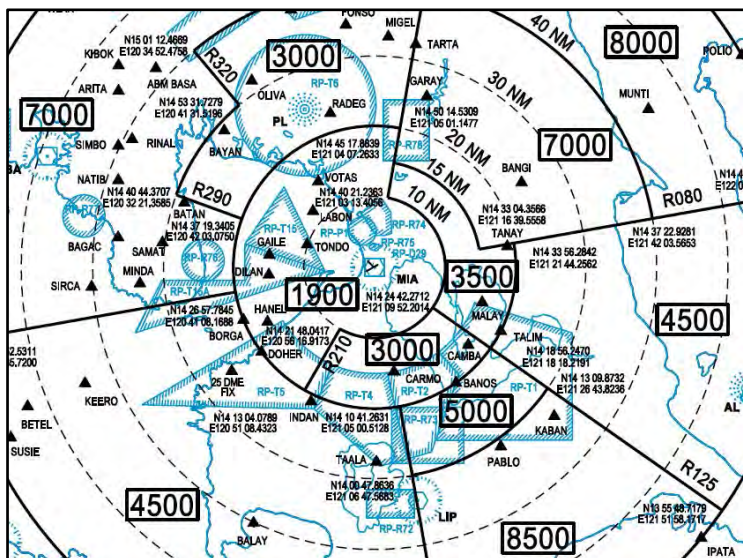 PONSO
MIGEL
TARTA
40 NM
8000
POLIO
N15 01 12.4669
E120 34 52.4758
KIBOK
R320
3000
ARITA
ABM BASA
OLIVA
RP-T6
GARAY
30 NM
MUNTI
N14 53 31.7279
E120 41 31.5196
PL
RADEG
N14 50 14.5309
E121 05 01.1477
7000
SIMBO
RINAL
BAYAN
N14 45 17.8839
E121 04 07.2633
RP-R78
20 NM
7000
NATIB
R290
VOTAS
15 NM
BANGI
R080
N14 40 44.3707
E120 32 21.3585
N14 40 21.2363
E121 03 13.4056
10 NM
BATAN
LABON
N14 33 04.3566
E121 16 39.5558
N14 37 19.3405
E120 42 03.0750
RP-T15
RP-P1
RP-R74
TANAY
N14 37 22.9281
E121 42 03.5653
BAGAC
SAMAT
GAILE
TONDO
RP-R75
RP-D29
N14 33 56.2842
E121 21 44.2562
RP-R76
MINDA
DILAN
MIA
SIRCA
RP-T15A
1900
3500
N14 24 42.2712
E121 09 52.2014
4500
N14 26 57.7845
E120 41 08.1688
HANEL
MALAY
BORGA
N14 21 48.0417
E120 56 16.9173
R210
3000
TALIM
DOHER
CAMBA
N14 18 56.2470
E121 18 18.2191
25 DME
FIX
CARMO
BANOS
N14 13 09.8732
E121 26 43.8238
KEERO
RP-T5
RP-T4
RP-T2
RP-T1
BETEL
N14 13 04.0789
E120 51 08.4323
INDAN
N14 10 41.2631
E121 05 00.5128
RP-R73
5000
KABAN
AL
SUSIE
TAALA
PABLO
R125
4500
N14 00 47.8636
E121 06 47.5683
LIP
RP-R72
N13 55 48.7179
E121 51 58.1717
BALAY
8500
IPATA